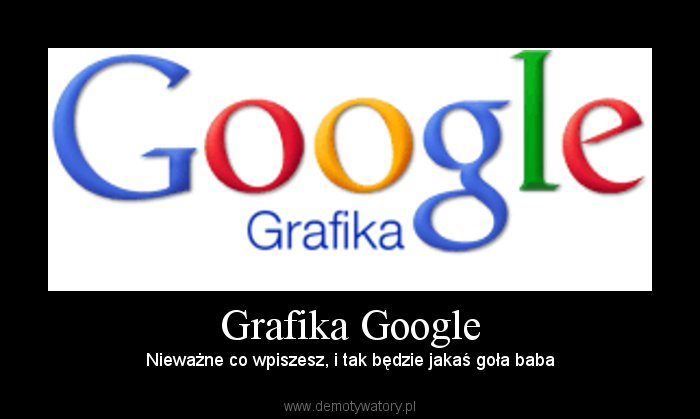 Google
Grafika
Grafika Google
Nieważne co wpiszesz, i tak będzie jakaś goła baba
www.demotywatory.pl